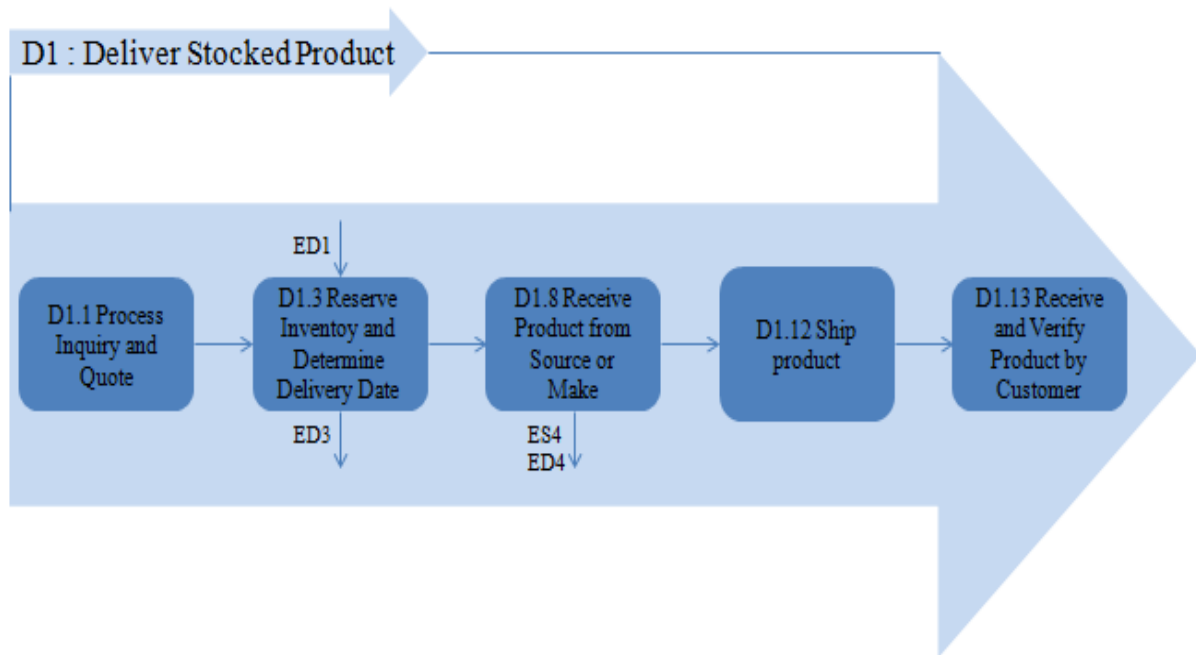 D1 : Deliver Stocked Product
ED1
D1.1 Process
Inquiry and
Quote
D1.3 Reserve
Inventoy and
Determine
Delivery Date
D1.8 Receive
Product from
Source or
Make
D1.12 Ship
product
D1.13 Receive
and Verify
Product by
Customer
ED3
ES4
ED4